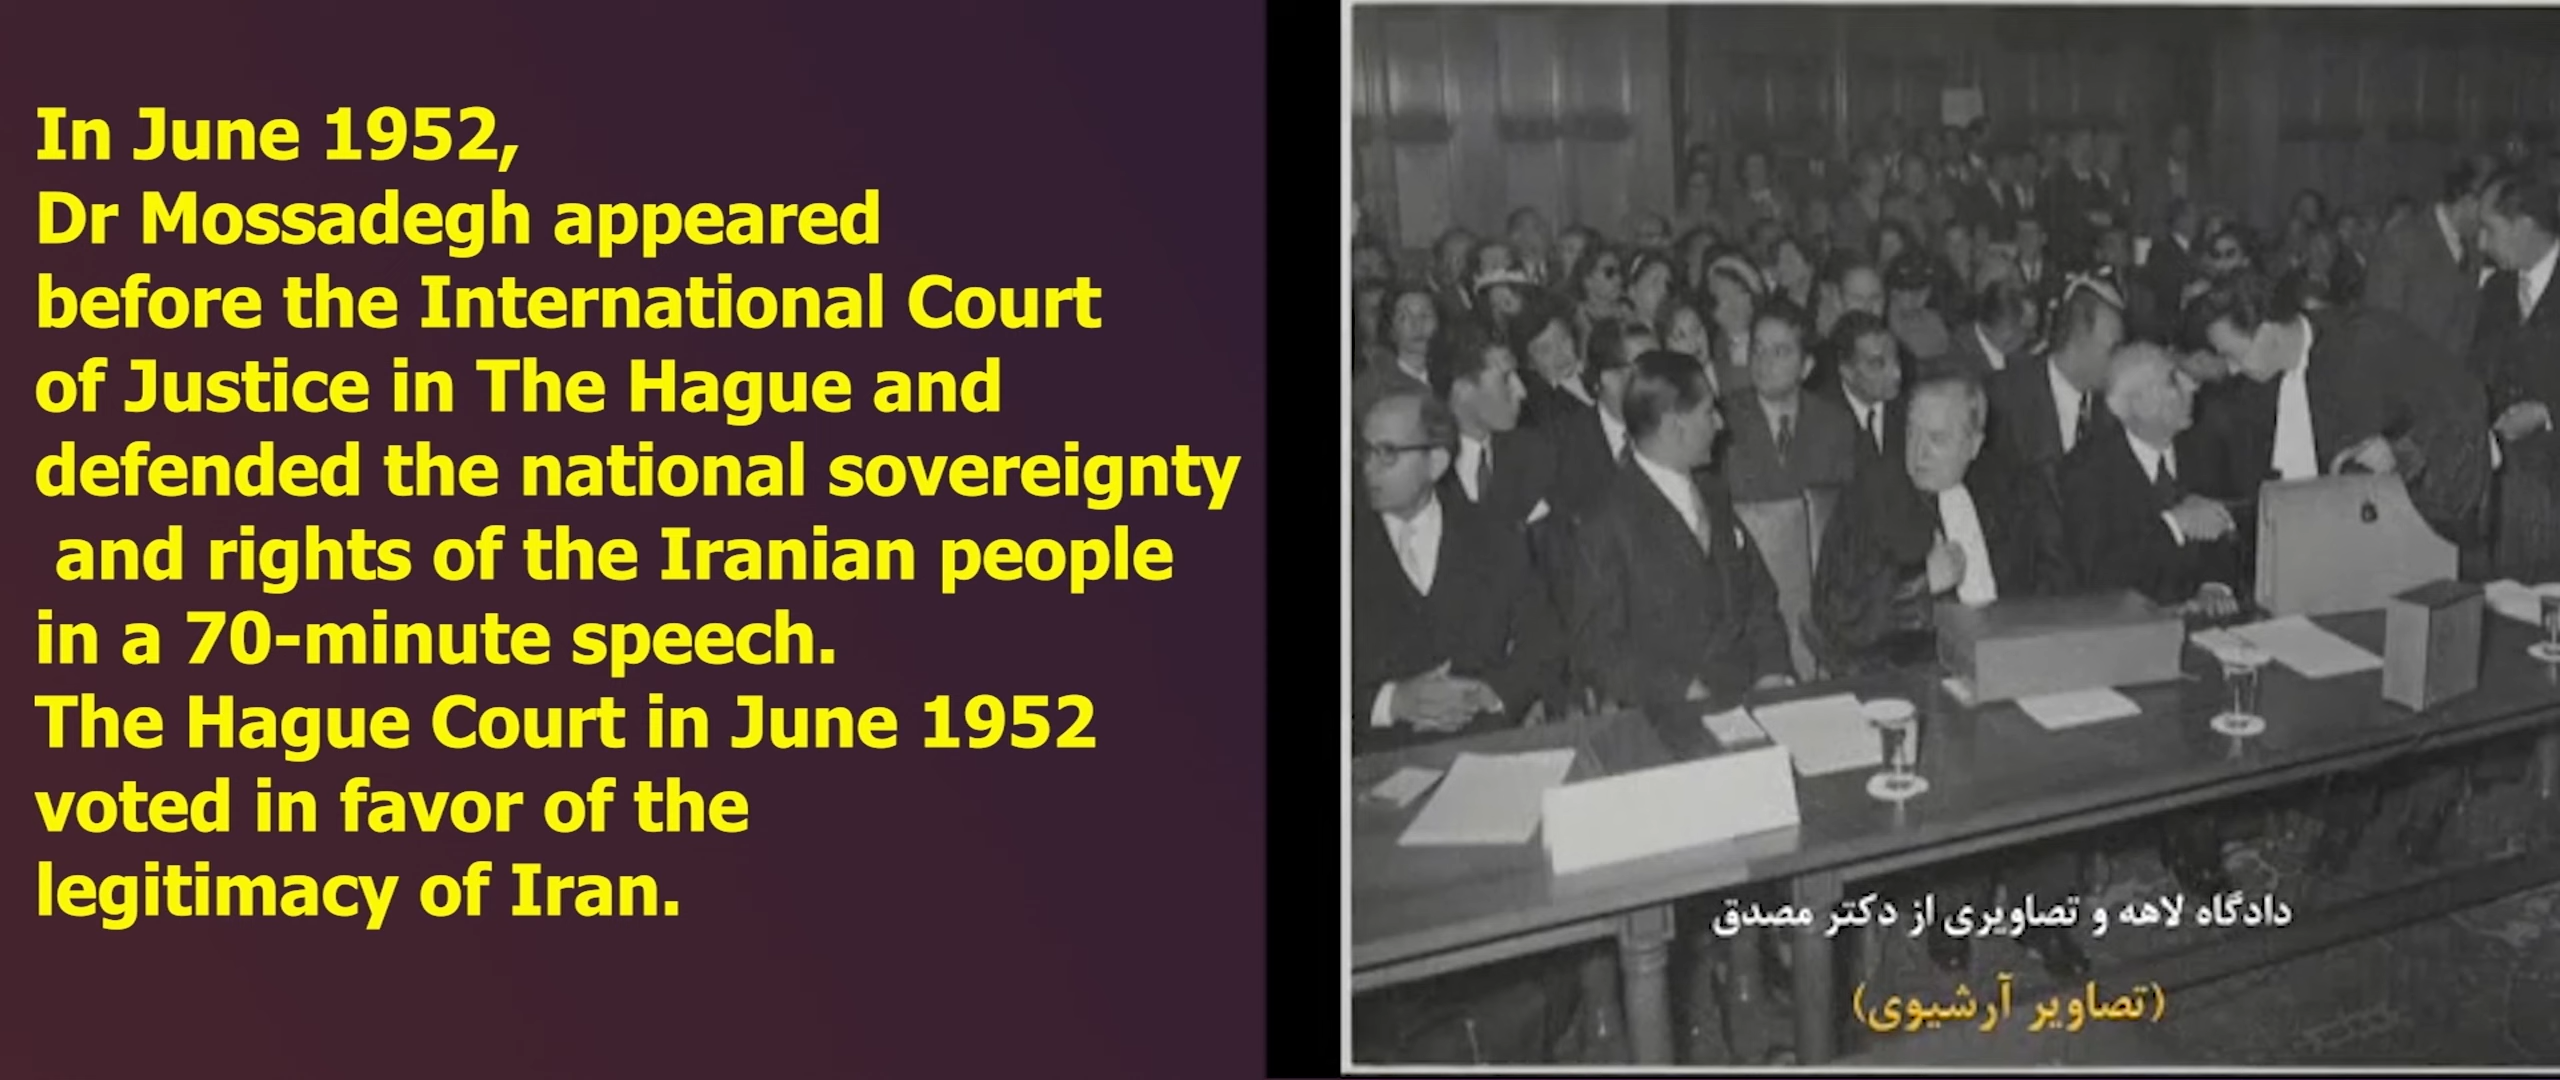 In June 1952,
Dr Mossadegh appeared
before the International Court
of Justice in The Hague and
defended the national sovereignty
and rights of the Iranian people
in a 70-minute speech.
The Hague Court in June 1952
voted in favor of the
legitimacy of Iran.
دادگاه لاهه و تصاویری از دکتر مصدق
(تصاویر آرشیوی)